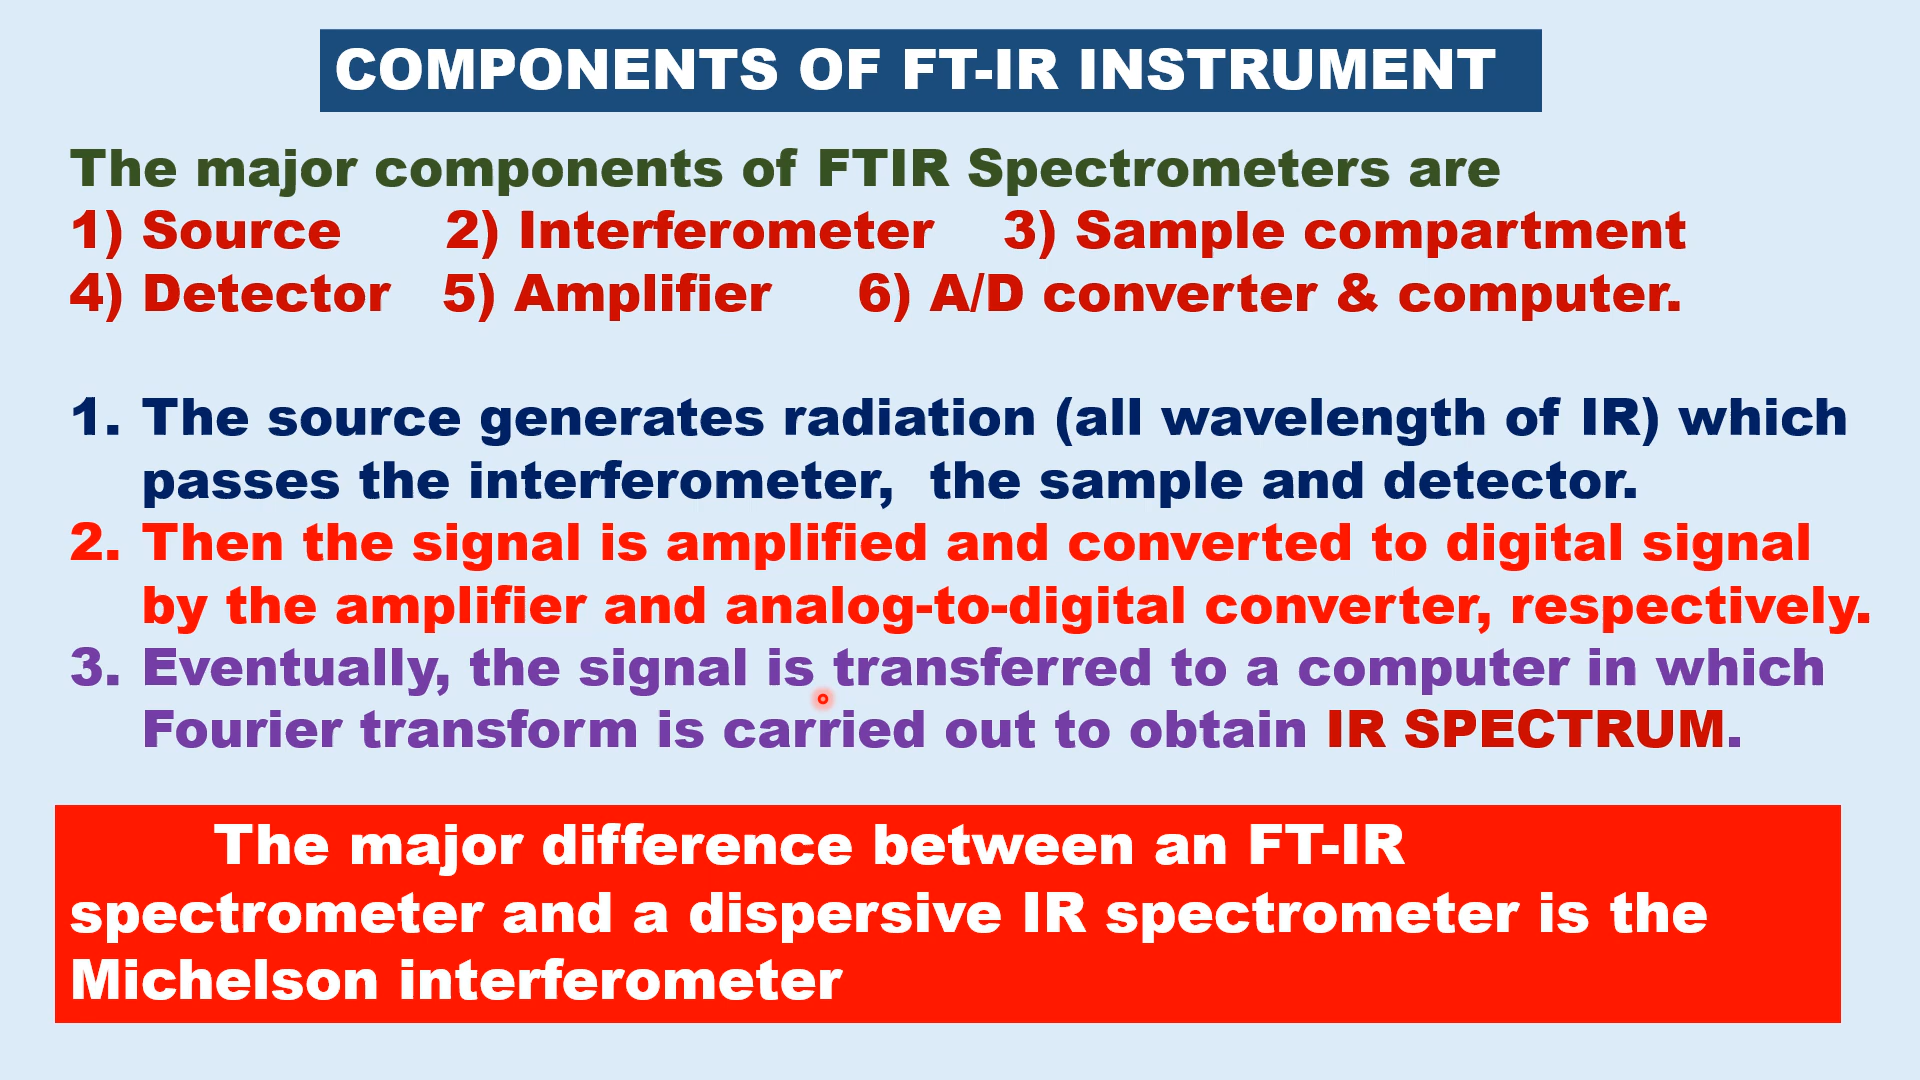 COMPONENTS OF FT-IR INSTRUMENT
The major components of FTIR Spectrometers are
1) Source 2) Interferometer 3) Sample compartment
4) Detector 5) Amplifier 6) A/D converter & computer.
1. The source generates radiation (all wavelength of IR) which
passes the interferometer, the sample and detector.
2. Then the signal is amplified and converted to digital signal
by the amplifier and analog-to-digital converter, respectively.
3. Eventually, the signal is transferred to a computer in which
Fourier transform is carried out to obtain IR SPECTRUM.
The major difference between an FT-IR
spectrometer and a dispersive IR spectrometer is the
Michelson interferometer